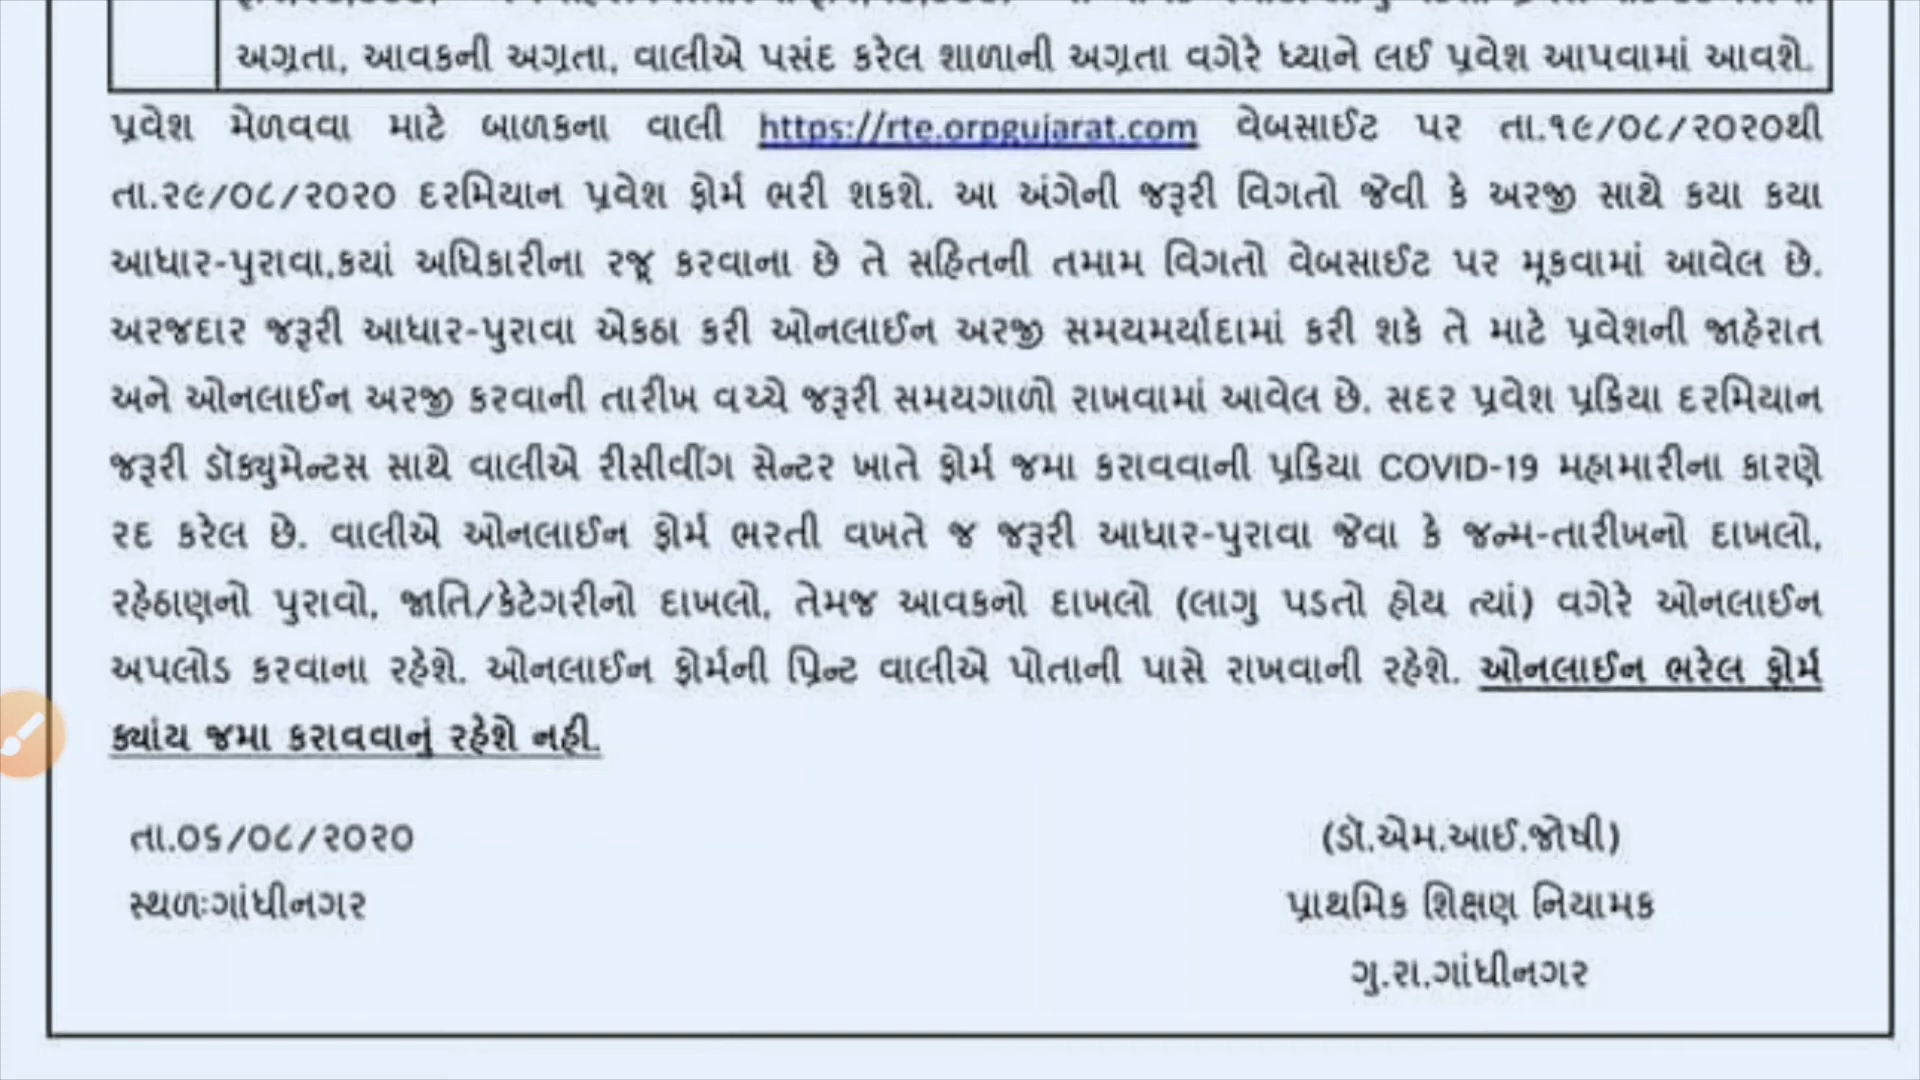 અગ્રતા, આવકની અગ્રતા, વાલીએ પસંદ કરેલ શાળાની અગ્રતા વગેરે ધ્યાને લઈ પ્રવેશ આપવામાં આવશે.
પ્રવેશ મેળવવા માટે બાળકના વાલી https://rte.orpgujarat.com વેબસાઈટ પર તા.૧૯/૦૮/૨૦૨૦થી
તા.૨૯/૦૮/૨૦૨૦ દરમિયાન પ્રવેશ ફોર્મ ભરી શકશે. આ અંગેની જરૂરી વિગતો જેવી કે અરજી સાથે કયા કયા
આધાર-પુરાવા,કયાં અધિકારીના રજૂ કરવાના છે તે સહિતની તમામ વિગતો વેબસાઈટ પર મૂકવામાં આવેલ છે.
અરજદાર જરૂરી આધાર-પુરાવા એકઠા કરી ઓનલાઈન અરજી સમયમર્યાદામાં કરી શકે તે માટે પ્રવેશની જાહેરાત
અને ઓનલાઈન અરજી કરવાની તારીખ વચ્ચે જરૂરી સમયગાળો રાખવામાં આવેલ છે. સદર પ્રવેશ પ્રકિયા દરમિયાન
જરૂરી ડૉક્યુમેન્ટસ સાથે વાલીએ રીસીવીંગ સેન્ટર ખાતે ફોર્મ જમા કરાવવાની પ્રકિયા COVID-19 મહામારીના કારણે
રદ કરેલ છે. વાલીએ ઓનલાઈન ફોર્મ ભરતી વખતે જ જરૂરી આધાર-પુરાવા જેવા કે જન્મ-તારીખનો દાખલો,
રહેઠાણનો પુરાવો, જાતિ/કેટેગરીનો દાખલો, તેમજ આવકનો દાખલો (લાગુ પડતો હોય ત્યાં) વગેરે ઓનલાઈન
અપલોડ કરવાના રહેશે. ઓનલાઈન ફોર્મની પ્રિન્ટ વાલીએ પોતાની પાસે રાખવાની રહેશે. ઓનલાઈન ભરેલ ફોર્મ
ક્યાંય જમા કરાવવાનું રહેશે નહી.
તા.૦૬/૦૮/૨૦૨૦
સ્થળઃગાંધીનગર
(ડૉ.એમ.આઈ.જોષી)
પ્રાથમિક શિક્ષણ નિયામક
ગુ.રા.ગાંધીનગર